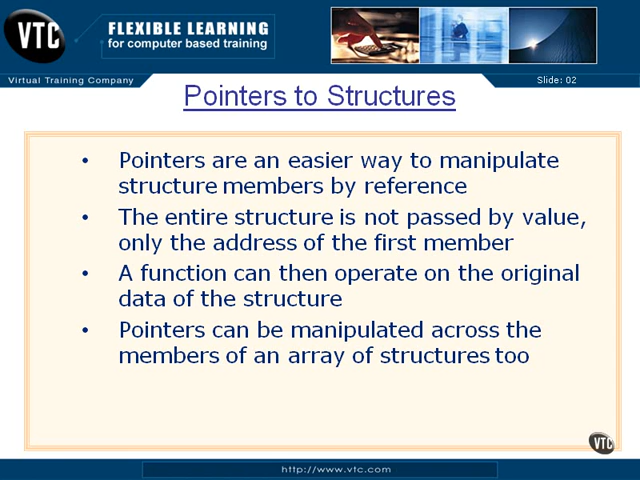 VTC
FLEXIBLE LEARNING
for computer based training
Virtual Training Company
Slide: 02
Pointers to Structures
• Pointers are an easier way to manipulate
structure members by reference
• The entire structure is not passed by value,
only the address of the first member
• A function can then operate on the original
data of the structure
• Pointers can be manipulated across the
members of an array of structures too
VTC
http://www.vtc.com